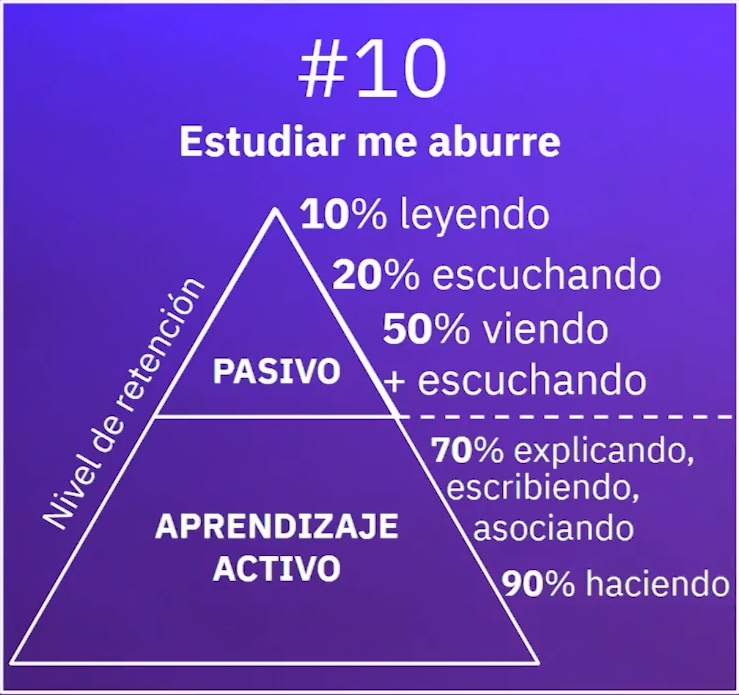 #10
Estudiar me aburre
10% leyendo
20% escuchando
50% viendo
+ escuchando
PASIVO
Nivel de retención
70% explicando,
escribiendo,
asociando
APRENDIZAJE
ACTIVO
90% haciendo